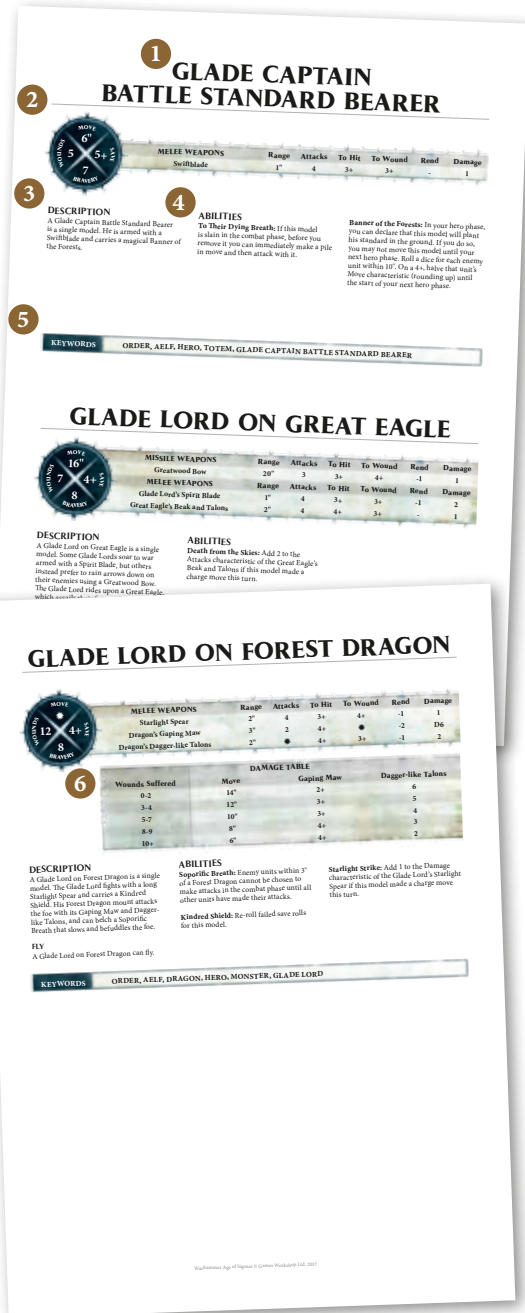 1
GLADE CAPTAIN
BATTLE STANDARD BEARER
2
MOVE
6"
WOUNDS
5
5+
SAVE
7
BRAVERY
MELEE WEAPONS Range Attacks To Hit To Wound Rend Damage
Swiftblade 1" 4 3+ 3+ - 1
3
DESCRIPTION
A Glade Captain Battle Standard Bearer
is a single model. He is armed with a
Swiftblade and carries a magical Banner of
the Forests.
4
ABILITIES
To Their Dying Breath: If this model
is slain in the combat phase, before you
remove it you can immediately make a pile
in move and then attack with it.
Banner of the Forests: In your hero phase,
you can declare that this model will plant
his standard in the ground. If you do so,
you may not move this model until your
next hero phase. Roll a dice for each enemy
unit within 10". On a 4+, halve that unit's
Move characteristic (rounding up) until
the start of your next hero phase.
5
KEYWORDS ORDER, AELF, HERO, TOTEM, GLADE CAPTAIN BATTLE STANDARD BEARER
GLADE LORD ON GREAT EAGLE
MOVE
16"
WOUNDS
7
4+
SAVE
8
BRAVERY
MISSILE WEAPONS Range Attacks To Hit To Wound Rend Damage
Greatwood Bow 20" 3 3+ 4+ -1 1
MELEE WEAPONS Range Attacks To Hit To Wound Rend Damage
Glade Lord's Spirit Blade 1" 4 3+ 3+ -1 2
Great Eagle's Beak and Talons 2" 4 4+ 3+ - 1
DESCRIPTION
A Glade Lord on Great Eagle is a single
model. Some Glade Lords soar to war
armed with a Spirit Blade, but others
instead prefer to rain arrows down on
their enemies using a Greatwood Bow.
The Glade Lord rides upon a Great Eagle,
which assails
ABILITIES
Death from the Skies: Add 2 to the
Attacks characteristic of the Great Eagle's
Beak and Talons if this model made a
charge move this turn.
GLADE LORD ON FOREST DRAGON
MOVE
✹
WOUNDS
12
4+
SAVE
8
BRAVERY
MELEE WEAPONS Range Attacks To Hit To Wound Rend Damage
Starlight Spear 2" 4 3+ 4+ -1 1
Dragon's Gaping Maw 3" 2 4+ ✹ -2 D6
Dragon's Dagger-like Talons 2" ✹ 4+ 3+ -1 2
6
DAMAGE TABLE
Wounds Suffered Move Gaping Maw Dagger-like Talons
0-2 14" 2+ 6
3-4 12" 3+ 5
5-7 10" 3+ 4
8-9 8" 4+ 3
10+ 6" 4+ 2
DESCRIPTION
A Glade Lord on Forest Dragon is a single
model. The Glade Lord fights with a long
Starlight Spear and carries a Kindred
Shield. His Forest Dragon mount attacks
the foe with its Gaping Maw and Dagger-
like Talons, and can belch a Soporific
Breath that slows and befuddles the foe.
FLY
A Glade Lord on Forest Dragon can fly.
ABILITIES
Soporific Breath: Enemy units within 3"
of a Forest Dragon cannot be chosen to
make attacks in the combat phase until all
other units have made their attacks.
Kindred Shield: Re-roll failed save rolls
for this model.
Starlight Strike: Add 1 to the Damage
characteristic of the Glade Lord's Starlight
Spear if this model made a charge move
this turn.
KEYWORDS ORDER, AELF, DRAGON, HERO, MONSTER, GLADE LORD
Warhammer Age of Sigmar © Games Workshop Ltd. 2017